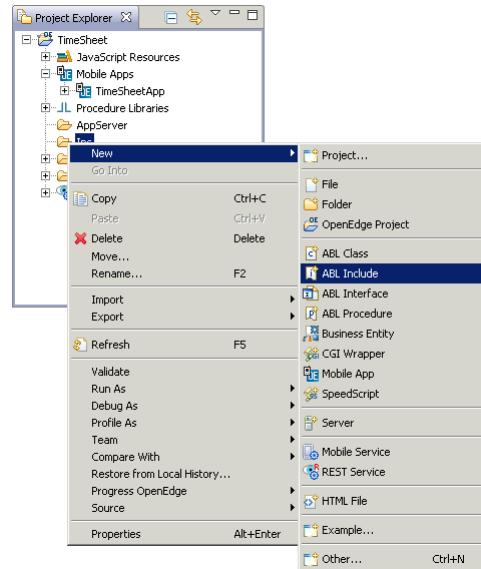 Project Explorer
TimeSheet
JavaScript Resources
Mobile Apps
TimeSheetApp
Procedure Libraries
AppServer
New
Go Into
Copy Ctrl+C
Paste Ctrl+V
Delete Delete
Move...
Rename... F2
Import
Export
Refresh F5
Validate
Run As
Debug As
Profile As
Team
Compare With
Restore from Local History...
Progress OpenEdge
Source
Properties Alt+Enter
Project...
File
Folder
OpenEdge Project
ABL Class
ABL Include
ABL Interface
ABL Procedure
Business Entity
CGI Wrapper
Mobile App
SpeedScript
Server
Mobile Service
REST Service
HTML File
Example...
Other... Ctrl+N